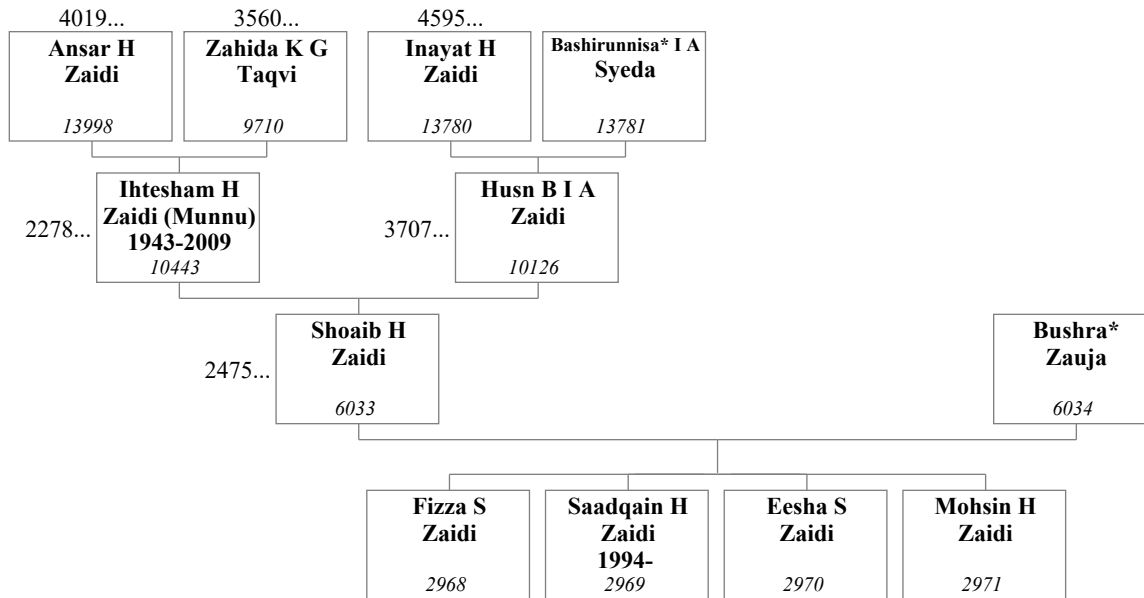 4019...
3560...
4595...
Ansar H
Zaidi
13998
Zahida K G
Taqvi
9710
Inayat H
Zaidi
13780
Bashirunnisa* I A
Syeda
13781
2278...
Ihtesham H
Zaidi (Munnu)
1943-2009
10443
3707...
Husn B I A
Zaidi
10126
2475...
Shoaib H
Zaidi
6033
Bushra*
Zauja
6034
Fizza S
Zaidi
2968
Saadqain H
Zaidi
1994-
2969
Eesha S
Zaidi
2970
Mohsin H
Zaidi
2971